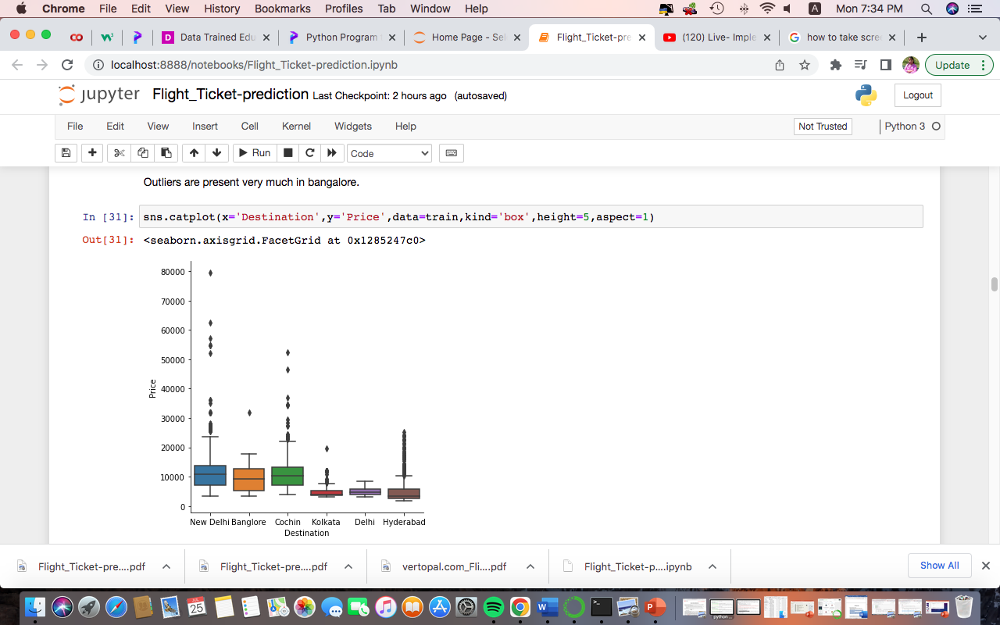 Chrome File Edit View History Bookmarks Profiles Tab Window Help A Mon 7:34 PM
Data Trained Edu Python Program f Home Page - Sel Flight_Ticket-pre (120) Live- Imple how to take scre
localhost:8888/notebooks/Flight_Ticket-prediction.ipynb Update
jupyter Flight_Ticket-prediction Last Checkpoint: 2 hours ago (autosaved) Logout
File Edit View Insert Cell Kernel Widgets Help Not Trusted Python 3
Run Code
Outliers are present very much in bangalore.
In [31]: sns.catplot(x='Destination',y='Price',data=train,kind='box',height=5,aspect=1)
Out[31]: <seaborn.axisgrid.FacetGrid at 0x1285247c0>
80000
70000
60000
50000
40000
30000
20000
10000
0
Price
New Delhi Banglore Cochin Kolkata Delhi Hyderabad
Destination
Flight_Ticket-pre....pdf Flight_Ticket-pre....pdf vertopal.com_Fli....pdf Flight_Ticket-p....ipynb Show All
JUL
25
python ...